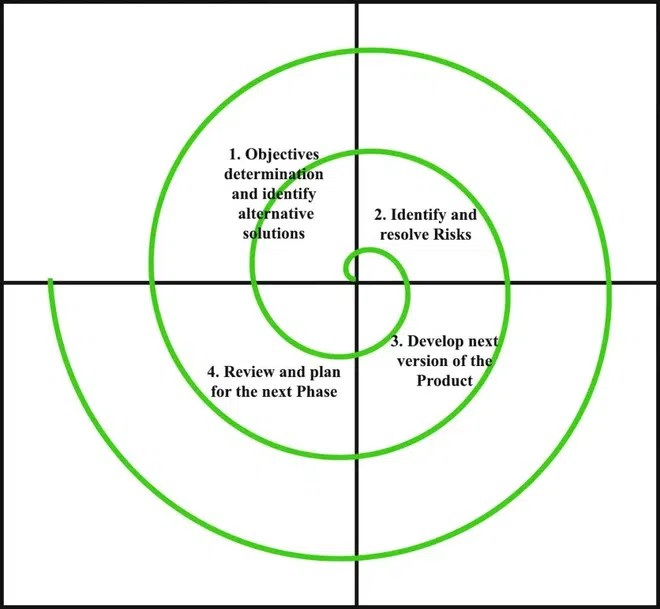 1. Objectives
determination
and identify
alternative
solutions
2. Identify and
resolve Risks
3. Develop next
version of the
Product
4. Review and plan
for the next Phase